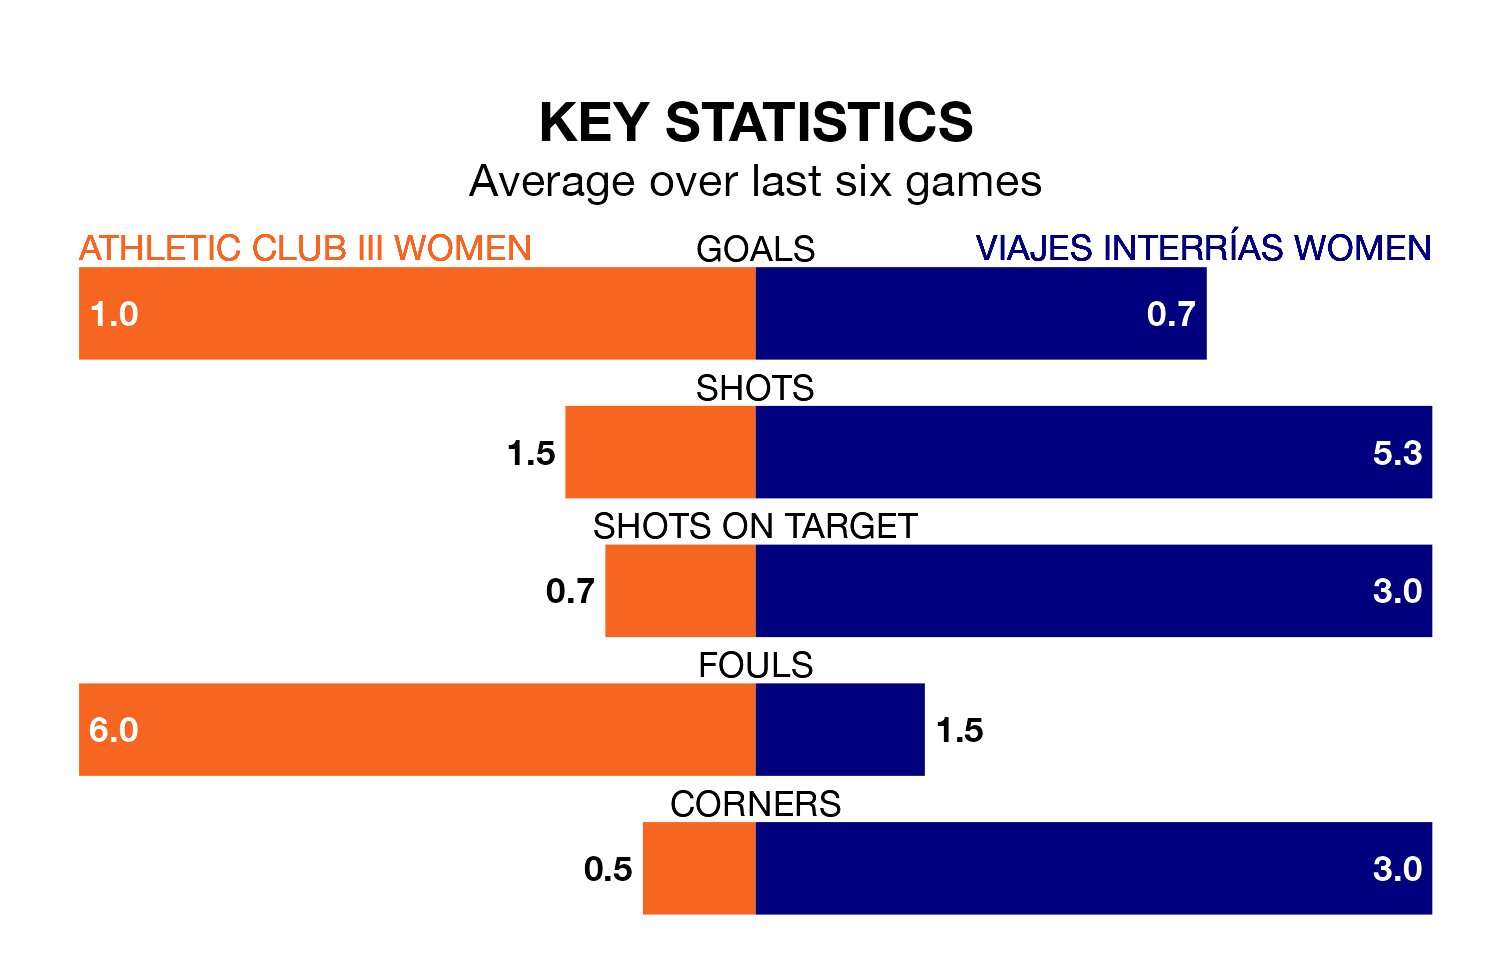 KEY STATISTICS
Average over last six games
ATHLETIC CLUB III WOMEN GOALS VIAJES INTERRÍAS WOMEN
1.0 0.7
SHOTS
1.5 5.3
SHOTS ON TARGET
0.7 3.0
FOULS
6.0 1.5
CORNERS
0.5 3.0